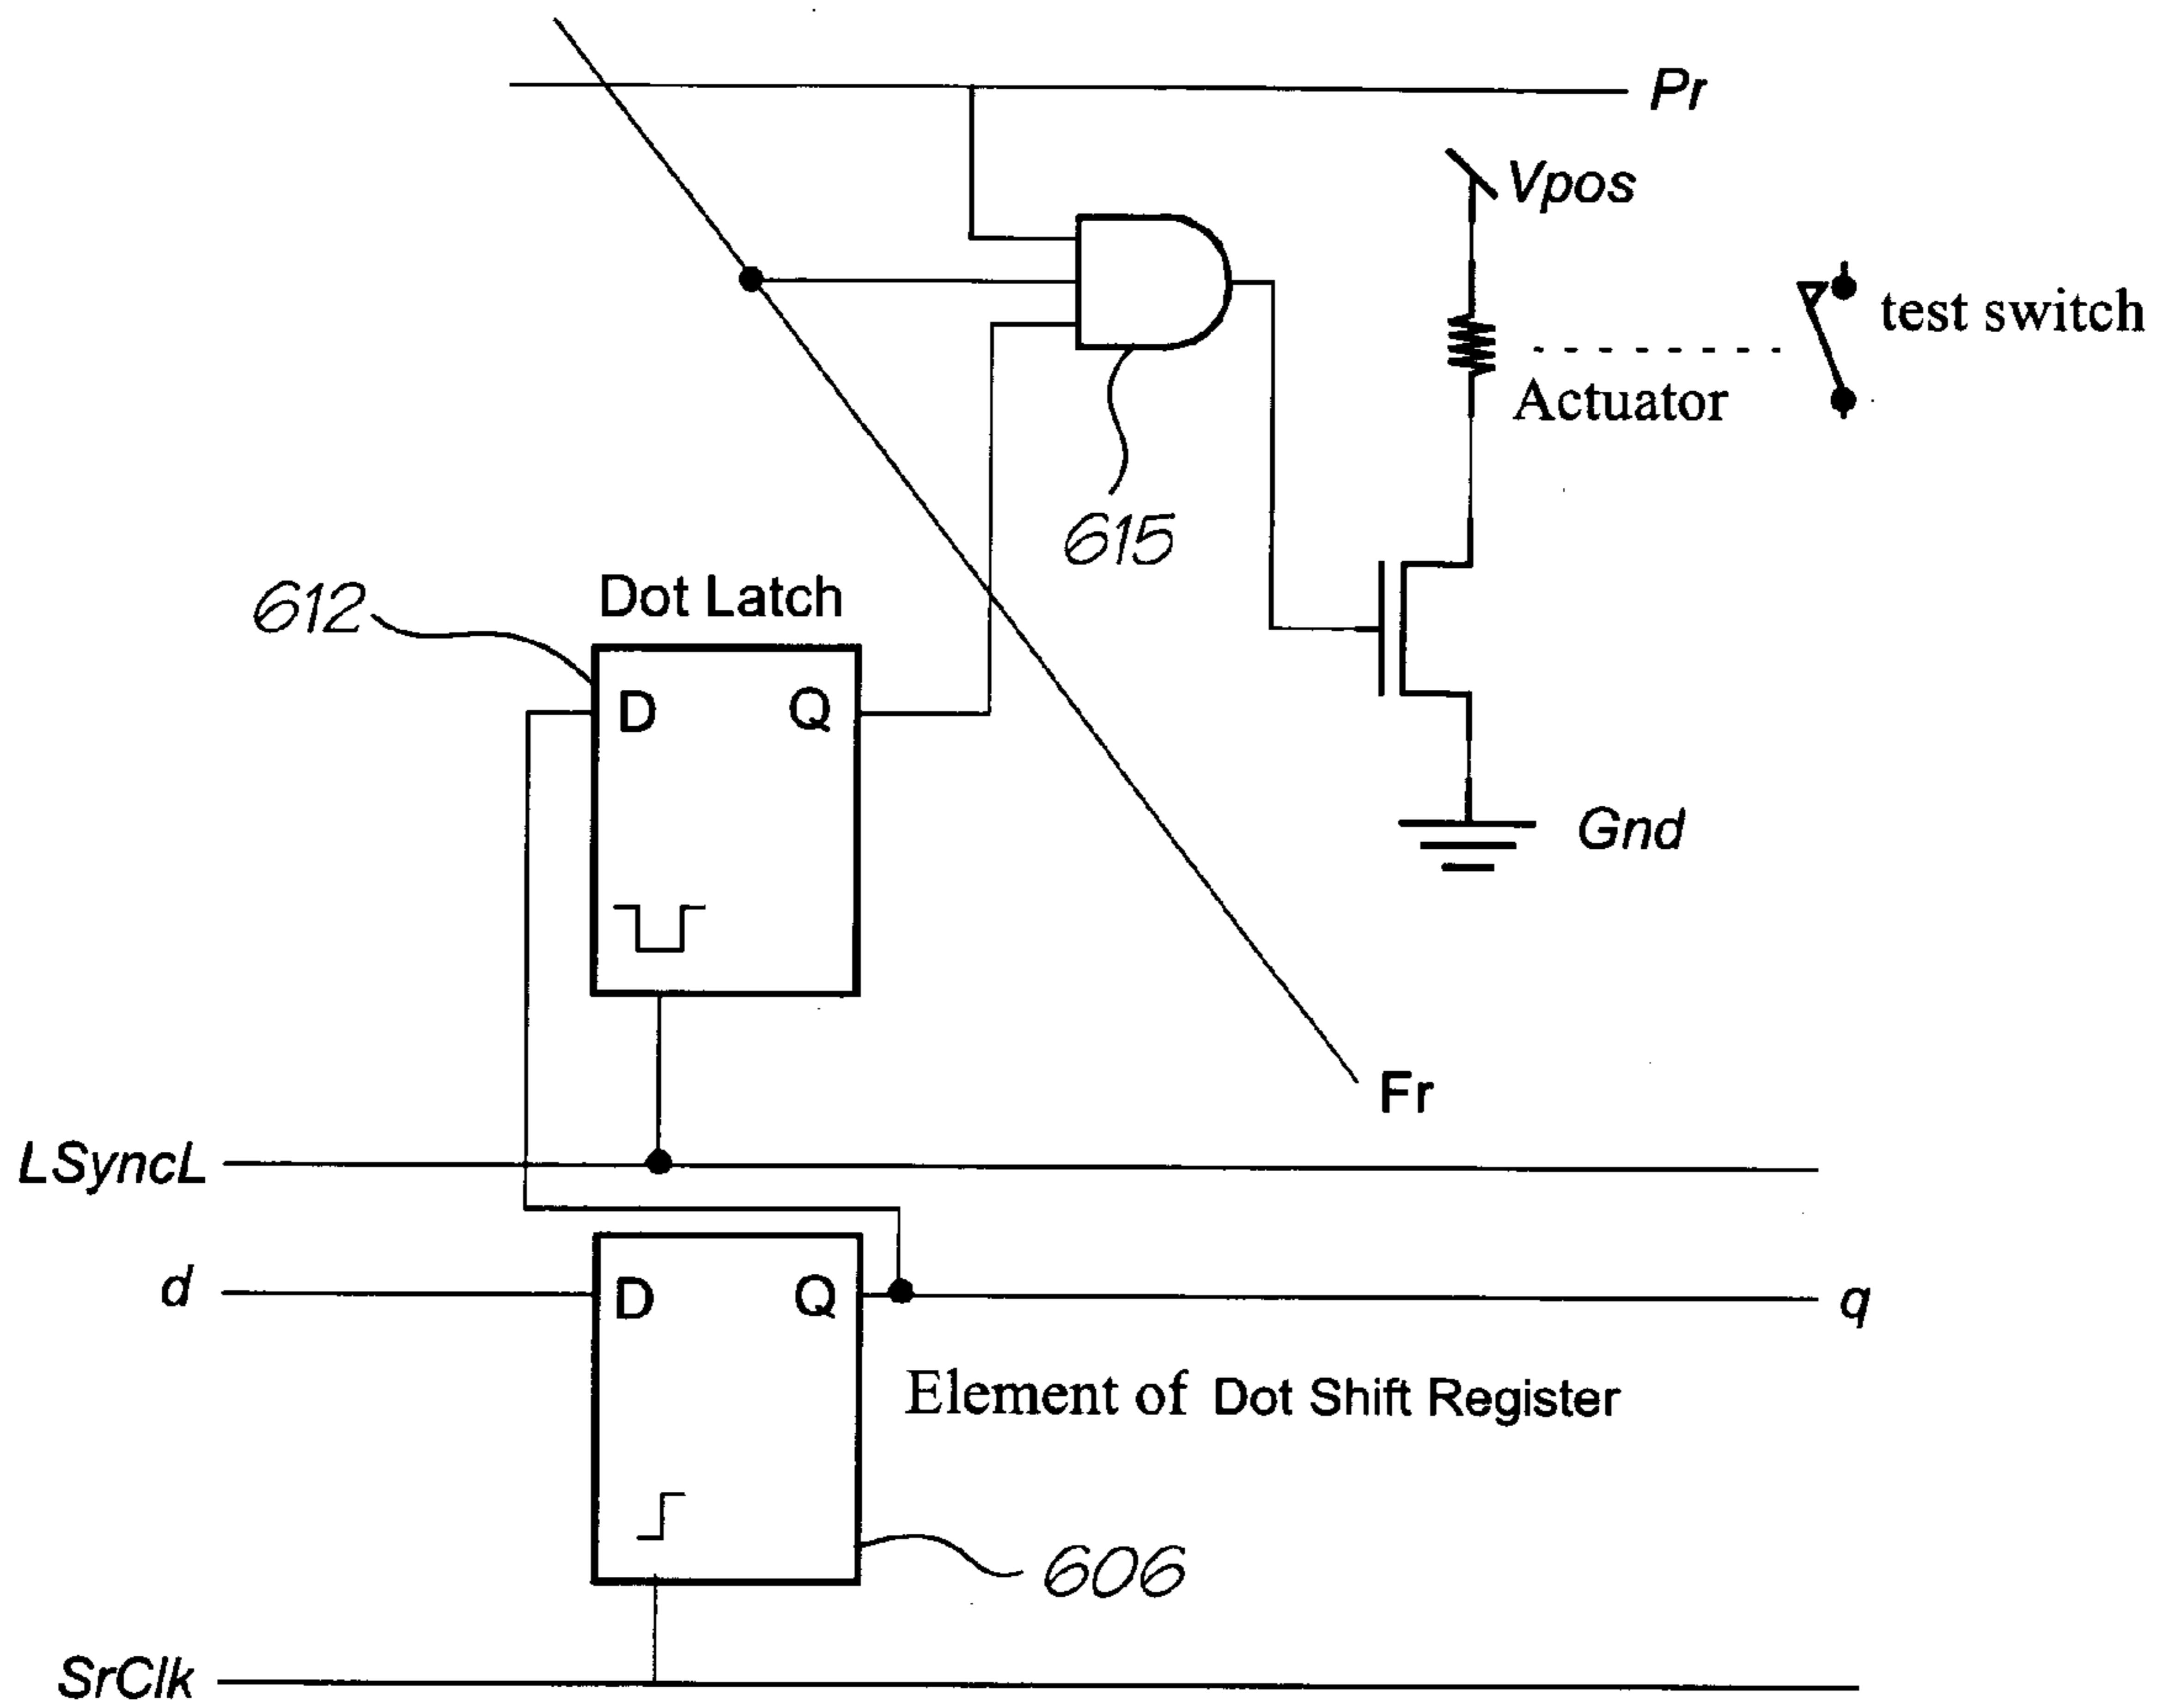 Pr
Vpos
test switch
Actuator
615
612
Dot Latch
D Q
Gnd
Fr
LSyncL
d
D Q
q
Element of Dot Shift Register
606
SrClk